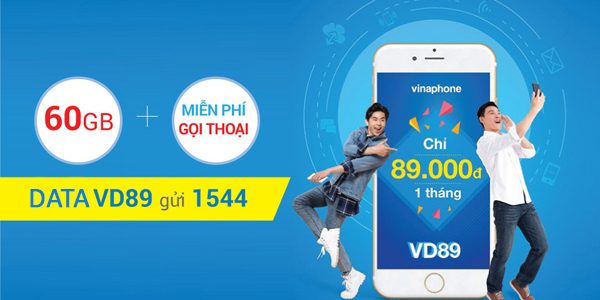 60GB
MIỄN PHÍ
GỌI THOẠI
DATA VD89 gửi 1544
vinaphone
Chỉ
89.000đ
1 tháng
VD89